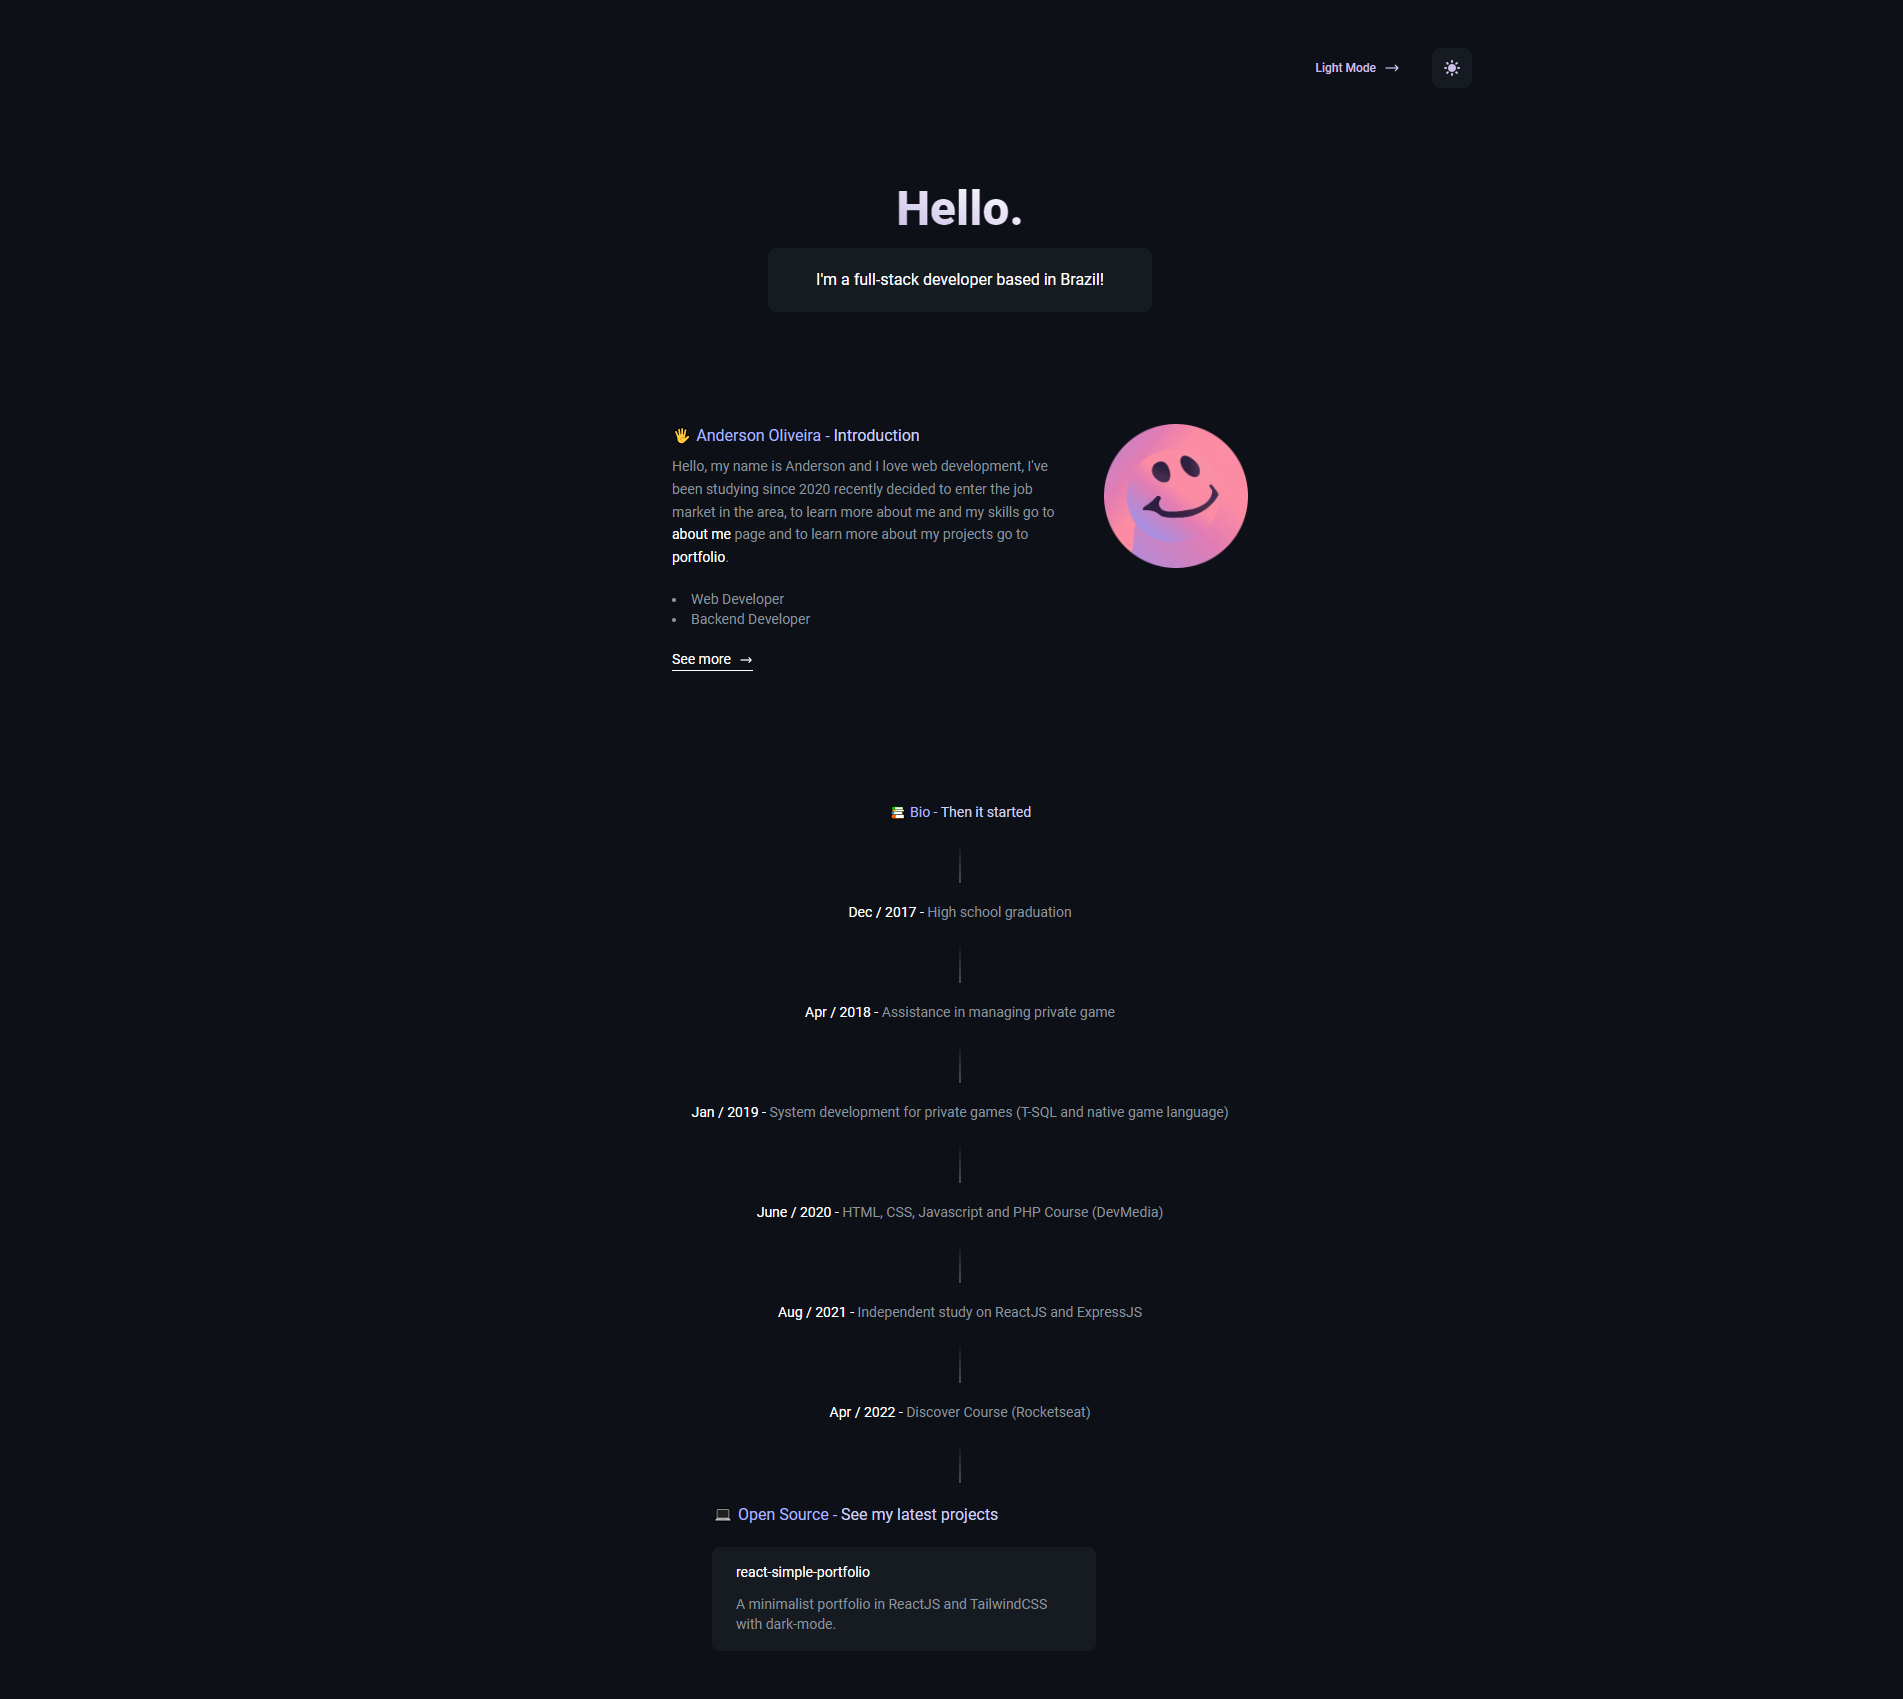 Light Mode →
Hello.
I'm a full-stack developer based in Brazil!
🖐 Anderson Oliveira - Introduction
Hello, my name is Anderson and I love web development, I've
been studying since 2020 recently decided to enter the job
market in the area, to learn more about me and my skills go to
about me page and to learn more about my projects go to
portfolio.
• Web Developer
• Backend Developer
See more →
📚 Bio - Then it started
Dec / 2017 - High school graduation
Apr / 2018 - Assistance in managing private game
Jan / 2019 - System development for private games (T-SQL and native game language)
June / 2020 - HTML, CSS, Javascript and PHP Course (DevMedia)
Aug / 2021 - Independent study on ReactJS and ExpressJS
Apr / 2022 - Discover Course (Rocketseat)
💻 Open Source - See my latest projects
react-simple-portfolio
A minimalist portfolio in ReactJS and TailwindCSS
with dark-mode.